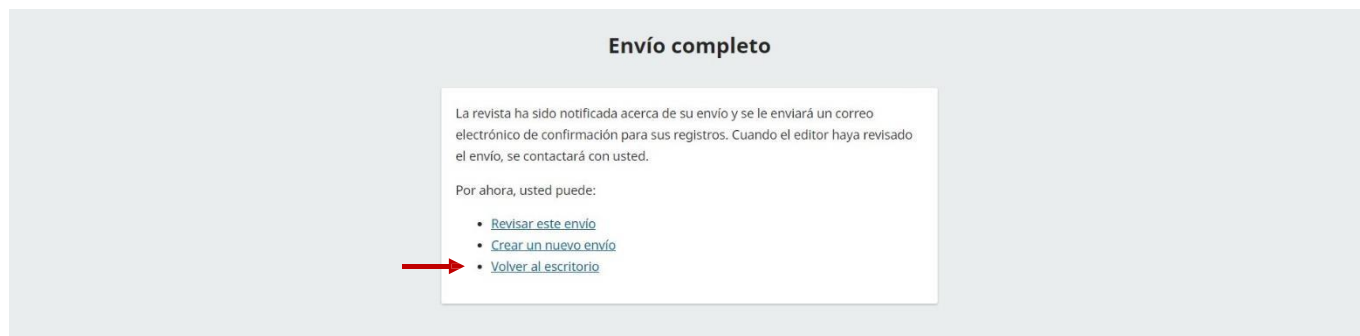 Envío completo
La revista ha sido notificada acerca de su envío y se le enviará un correo
electrónico de confirmación para sus registros. Cuando el editor haya revisado
el envío, se contactará con usted.
Por ahora, usted puede:
• Revisar este envío
• Crear un nuevo envío
• Volver al escritorio